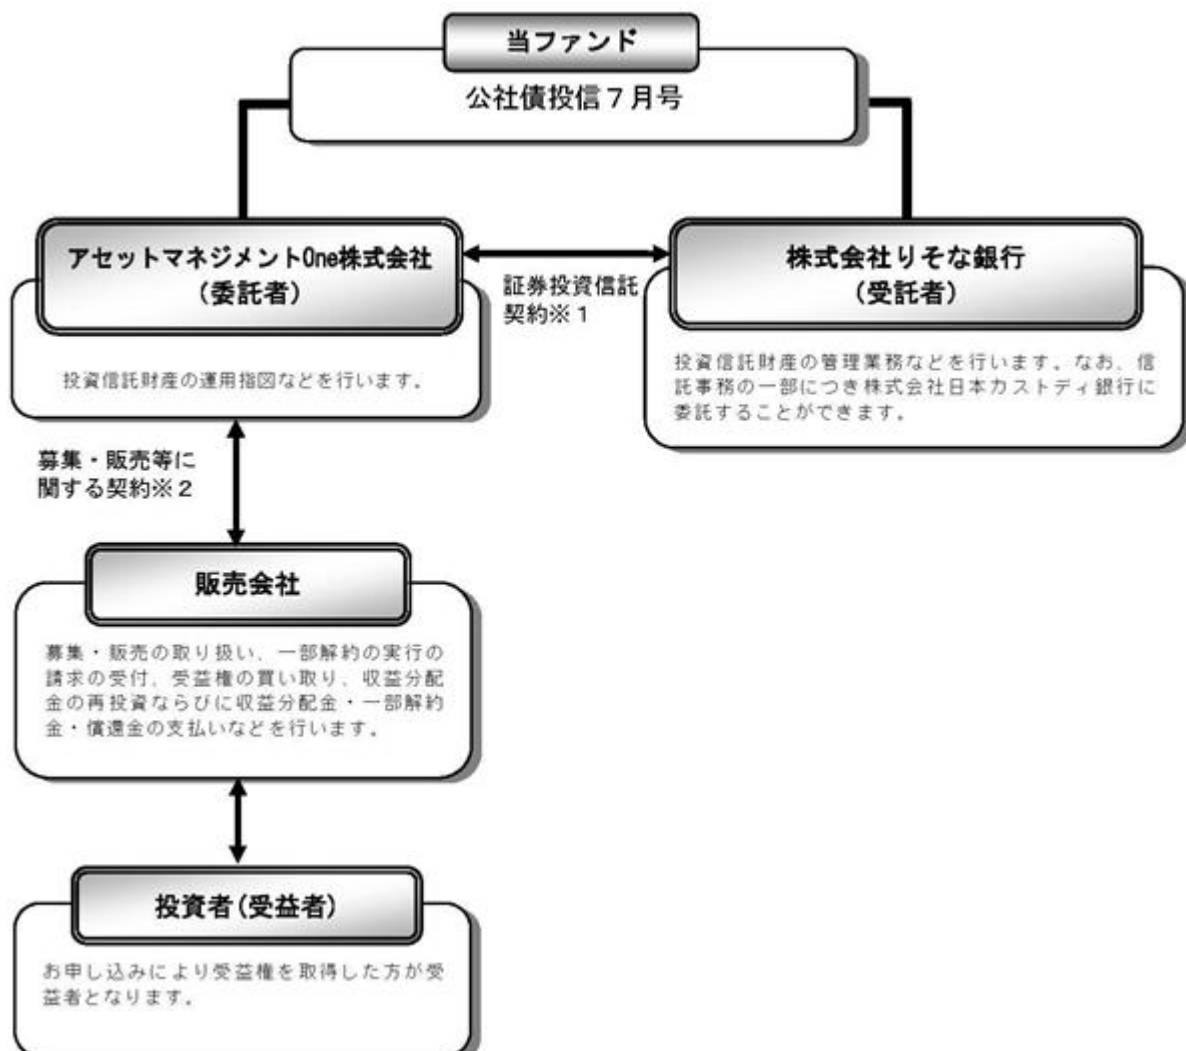 当ファンド
公社債投信7月号
アセットマネジメントOne株式会社
(委託者)
投資信託財産の運用指図などを行います。
証券投資信託
契約※1
株式会社りそな銀行
(受託者)
投資信託財産の管理業務などを行います。なお、信
託事務の一部につき株式会社日本カストディ銀行に
委託することができます。
募集・販売等に
関する契約※2
販売会社
募集・販売の取り扱い、一部解約の実行の
請求の受付、受益権の買い取り、収益分配
金の再投資ならびに収益分配金・一部解約
金・償還金の支払いなどを行います。
投資者(受益者)
お申し込みにより受益権を取得した方が受
益者となります。